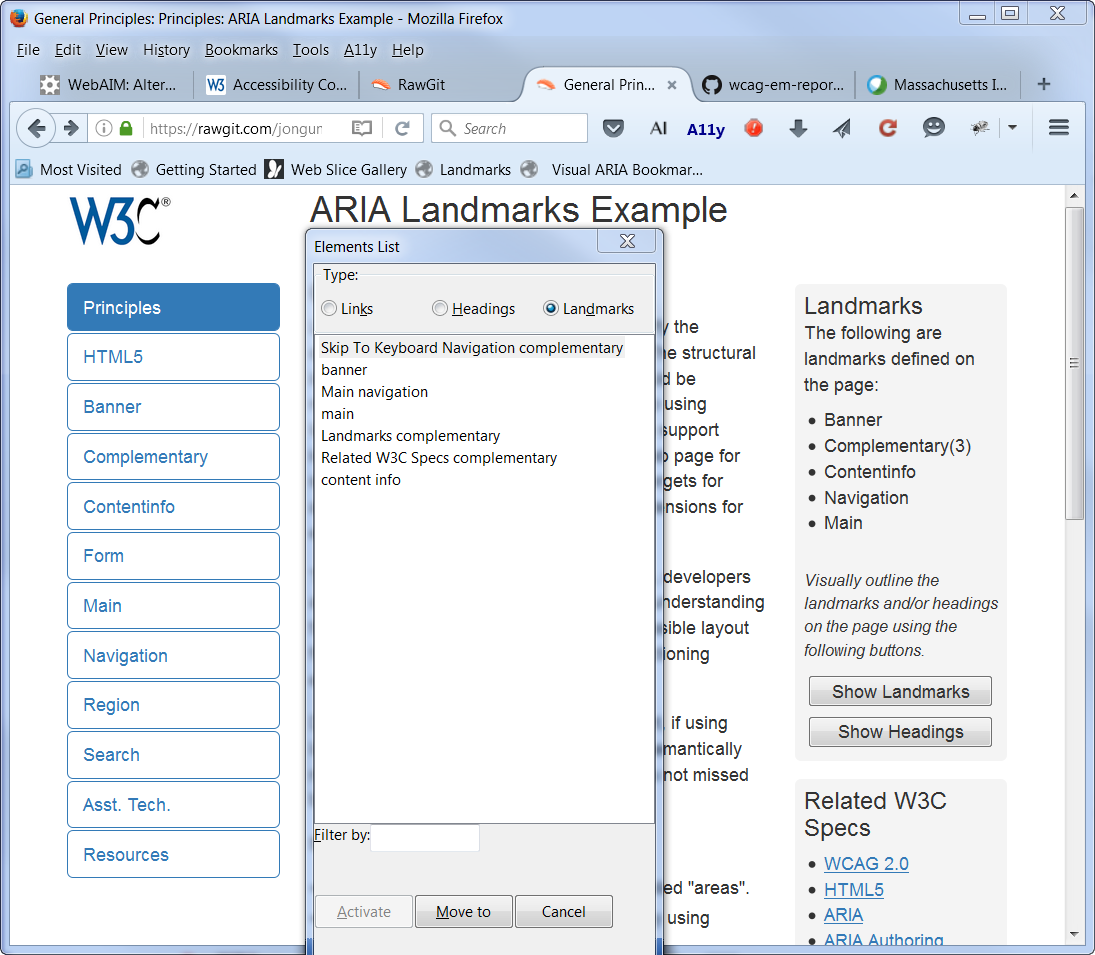 General Principles: Principles: ARIA Landmarks Example - Mozilla Firefox
File Edit View History Bookmarks Tools A11y Help
WebAIM: Alter... W3 Accessibility Co... RawGit General Prin... wcag-em-repor... Massachusetts I...
https://rawgit.com/jongun Search AI A11y
Most Visited Getting Started Web Slice Gallery Landmarks Visual ARIA Bookmar...
W3C®
ARIA Landmarks Example
Principles
HTML5
Banner
Complementary
Contentinfo
Form
Main
Navigation
Region
Search
Asst. Tech.
Resources
Elements List
Type:
Links Headings Landmarks
Skip To Keyboard Navigation complementary
banner
Main navigation
main
Landmarks complementary
Related W3C Specs complementary
content info
Filter by:
Activate Move to Cancel
the
structural
be
using
support
page for
gets for
nsions for
developers
nderstanding
sible layout
ioning
if using
mantically
not missed
ed "areas".
using
Landmarks
The following are
landmarks defined on
the page:
Banner
Complementary(3)
Contentinfo
Navigation
Main
Visually outline the
landmarks and/or headings
on the page using the
following buttons.
Show Landmarks
Show Headings
Related W3C
Specs
WCAG 2.0
HTML5
ARIA
ARIA Authoring